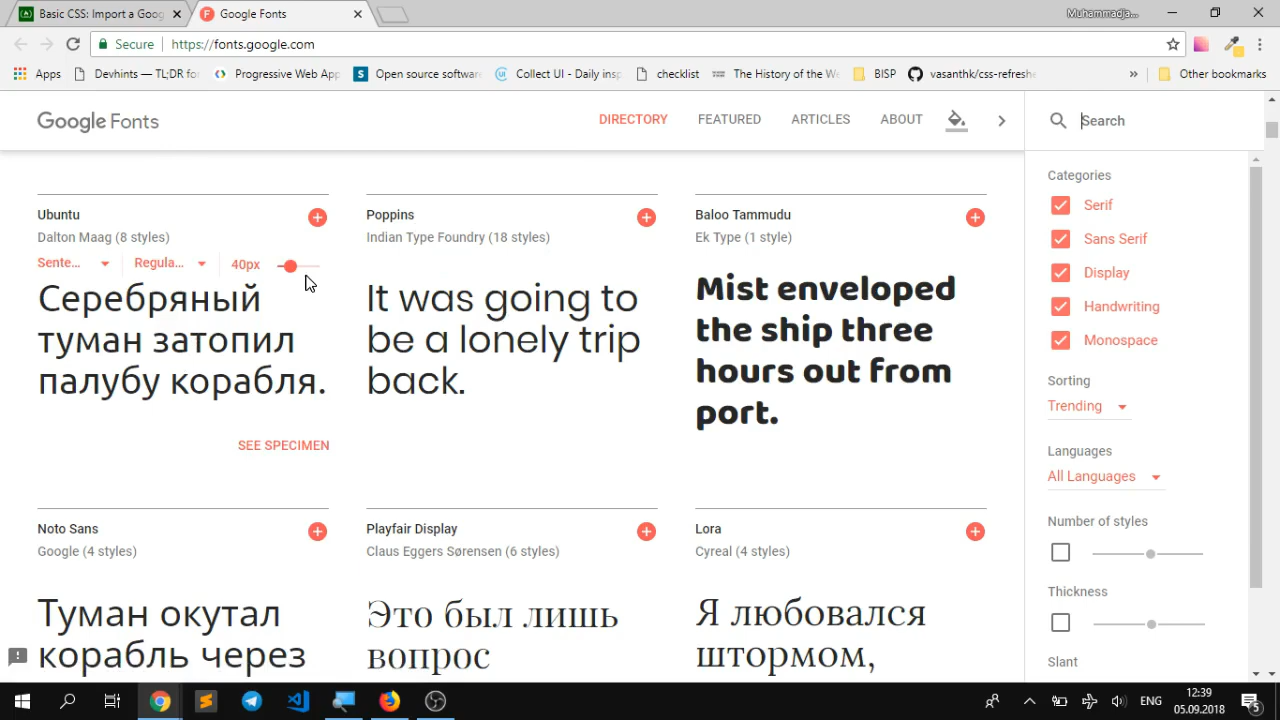 Basic CSS: Import a Goog
Google Fonts
Muhammadja...
Secure
https://fonts.google.com
Apps
Devhints — TL;DR fo
Progressive Web App
Open source softwar
Collect UI - Daily insp
checklist
The History of the W
BISP
vasanthk/css-refreshe
»
Other bookmarks
Google Fonts
DIRECTORY
FEATURED
ARTICLES
ABOUT
Search
Ubuntu
Dalton Maag (8 styles)
Sente...
Regula...
40px
Серебряный
туман затопил
палубу корабля.
SEE SPECIMEN
Poppins
Indian Type Foundry (18 styles)
It was going to
be a lonely trip
back.
Baloo Tammudu
Ek Type (1 style)
Mist enveloped
the ship three
hours out from
port.
Noto Sans
Google (4 styles)
Туман окутал
корабль через
Playfair Display
Claus Eggers Sørensen (6 styles)
Это был лишь
вопрос
Lora
Cyreal (4 styles)
Я любовался
штормом,
Categories
Serif
Sans Serif
Display
Handwriting
Monospace
Sorting
Trending
Languages
All Languages
Number of styles
Thickness
Slant
ENG
12:39
05.09.2018
5